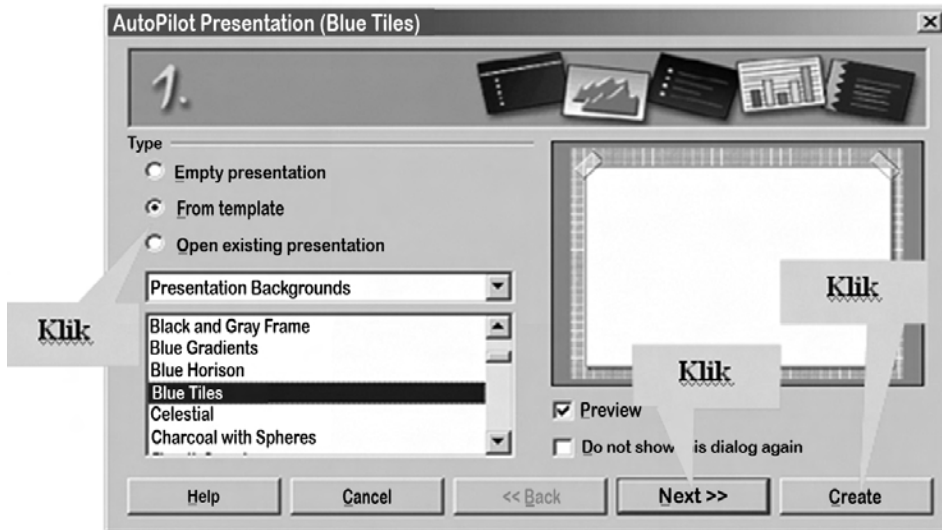 AutoPilot Presentation (Blue Tiles)
1.
Type
Empty presentation
From template
Open existing presentation
Presentation Backgrounds
Klik
Klik
Black and Gray Frame
Blue Gradients
Blue Horison
Blue Tiles
Celestial
Charcoal with Spheres
Klik
Preview
Do not show is dialog again
Help
Cancel
<< Back
Next >>
Create